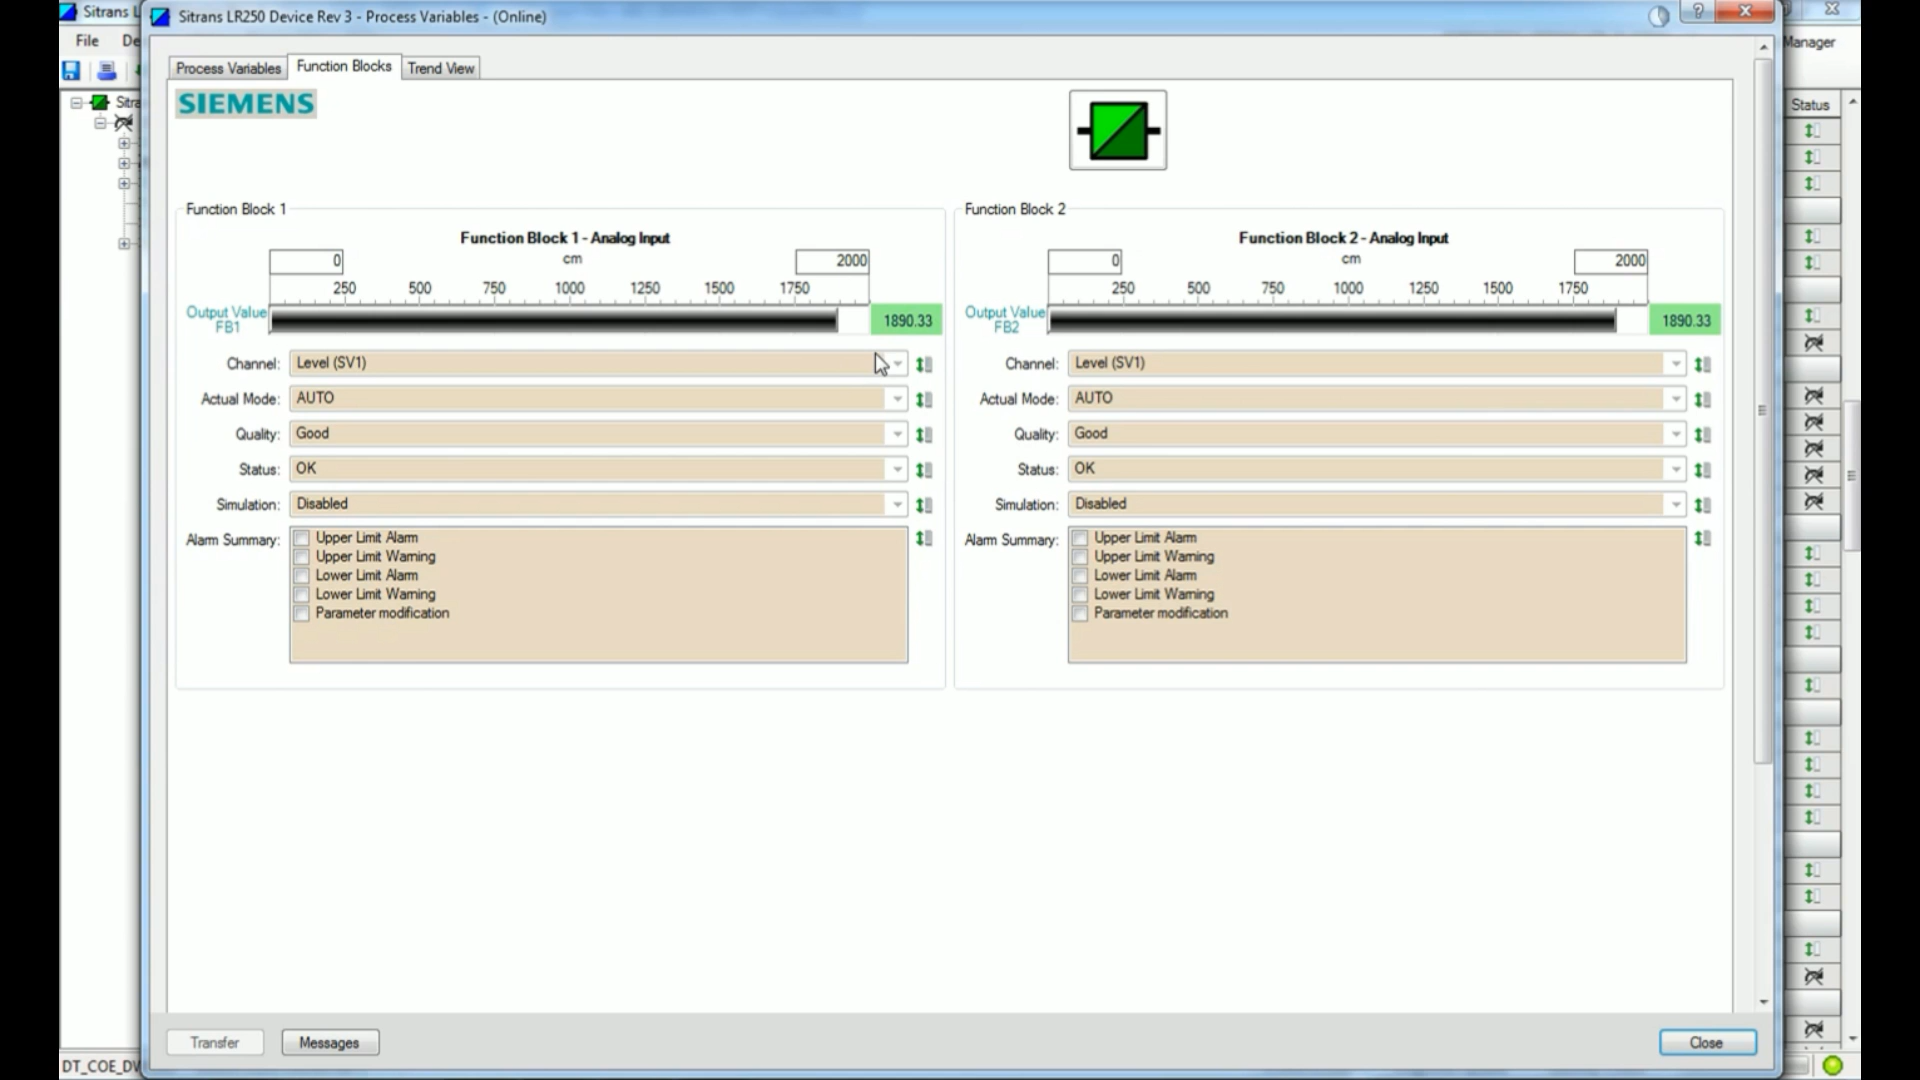 Sitrans L
Sitrans LR250 Device Rev 3 - Process Variables - (Online)
File De
Manager
Process Variables Function Blocks Trend View
Sitra
SIEMENS
Status
Function Block 1
Function Block 1 - Analog Input
cm
0 2000
250 500 750 1000 1250 1500 1750
Output Value
FB1
1890.33
Channel: Level (SV1)
Actual Mode: AUTO
Quality: Good
Status: OK
Simulation: Disabled
Alarm Summary:
Upper Limit Alarm
Upper Limit Warning
Lower Limit Alarm
Lower Limit Warning
Parameter modification
Function Block 2
Function Block 2 - Analog Input
cm
0 2000
250 500 750 1000 1250 1500 1750
Output Value
FB2
1890.33
Channel: Level (SV1)
Actual Mode: AUTO
Quality: Good
Status: OK
Simulation: Disabled
Alarm Summary:
Upper Limit Alarm
Upper Limit Warning
Lower Limit Alarm
Lower Limit Warning
Parameter modification
Transfer Messages Close
DT_COE_DV